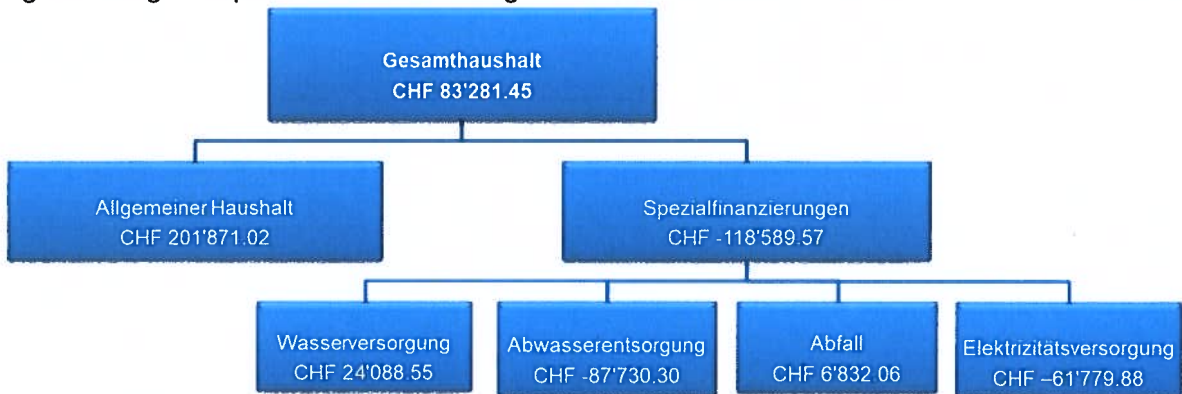 Gesamthaushalt
CHF 83'281.45
Allgemeiner Haushalt
CHF 201'871.02
Spezialfinanzierungen
CHF -118'589.57
Wasserversorgung
CHF 24'088.55
Abwasserentsorgung
CHF -87'730.30
Abfall
CHF 6'832.06
Elektrizitätsversorgung
CHF –61'779.88